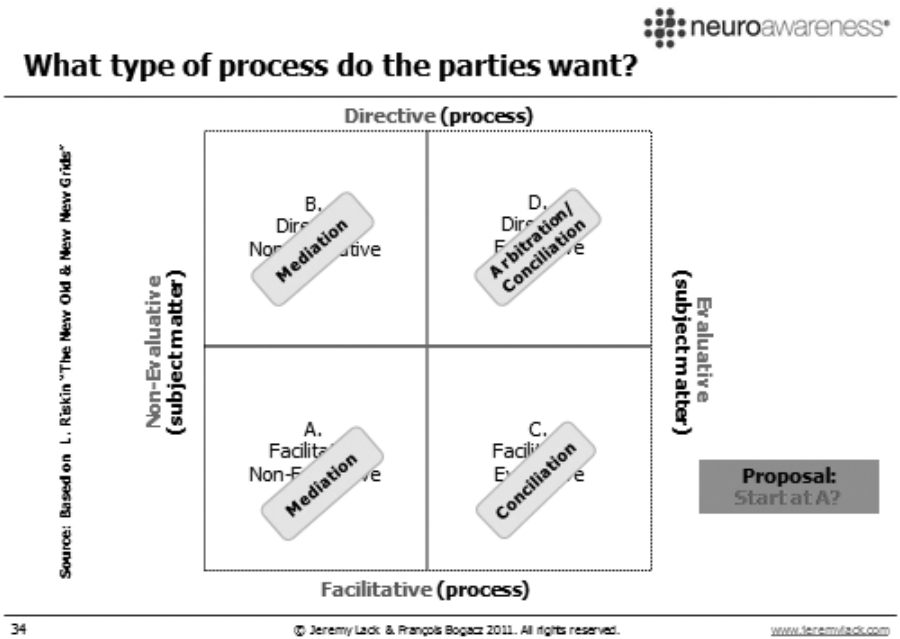 neuroawareness
What type of process do the parties want?
Directive (process)
Source: Based on L. Riskin "The New Old & New New Grids"
Non-Evaluative
(subject matter)
B.
Mediation
D.
Arbitration/
Conciliation
A.
Mediation
C.
Conciliation
Evaluative
(subject matter)
Proposal:
Start at A?
Facilitative (process)
34
© Jeremy Lack & François Bogacz 2011. All rights reserved.
www.jeremylack.com